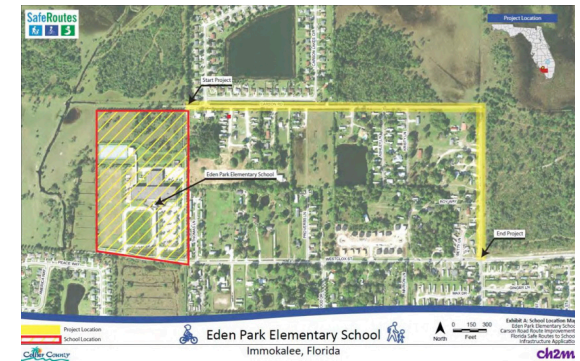 SafeRoutes
Project Location
Start Project
Eden Park Elementary School
End Project
Project Location
School Location
Eden Park Elementary School
Immokalee, Florida
North
0 150 300
Feet
Exhibit A: School Location Map
Eden Park Elementary School
Carson Road Route Improvements
Florida Safe Routes to School
Infrastructure Application
Collier County
ch2m